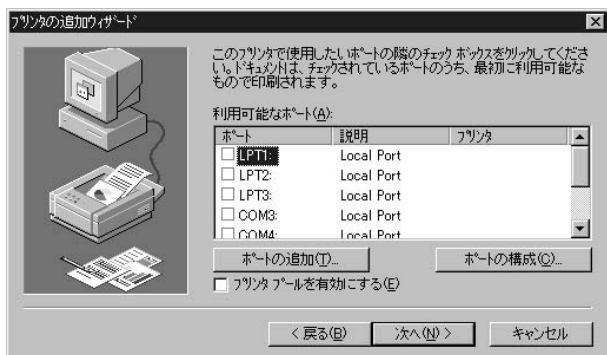 プリンタの追加ウィザード
このプリンタで使用したいポートの隣のチェック ボックスをクリックしてくださ
い。ドキュメントは、チェックされているポートのうち、最初に利用可能な
もので印刷されます。
利用可能なポート(A):
ポート 説明 プリンタ
LPT1: Local Port
LPT2: Local Port
LPT3: Local Port
COM3: Local Port
COM4: Local Port
ポートの追加(T)... ポートの構成(C)...
プリンタ プールを有効にする(E)
< 戻る(B) 次へ(N) > キャンセル